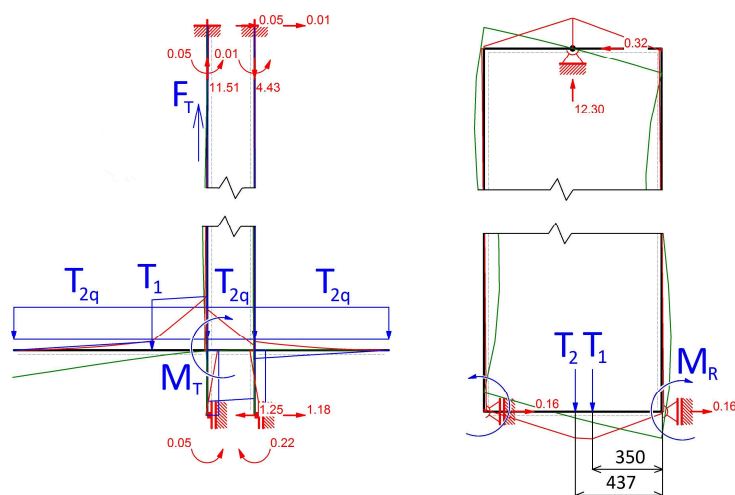 0.05 0.01
0.05 0.01
11.51 4.43
F_T
T_2q T_1 T_2q T_2q
M_T
1.25 1.18
0.05 0.22
0.32
12.30
T_2 T_1
M_R
0.16 0.16
350
437